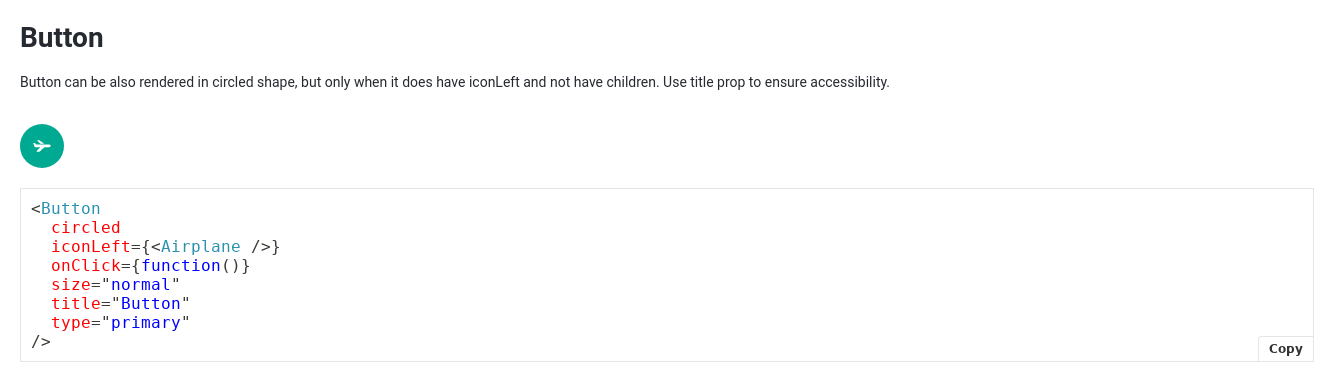 Button
Button can be also rendered in circled shape, but only when it does have iconLeft and not have children. Use title prop to ensure accessibility.
<Button
  circled
  iconLeft={<Airplane />}
  onClick={function()}
  size="normal"
  title="Button"
  type="primary"
/>
Copy